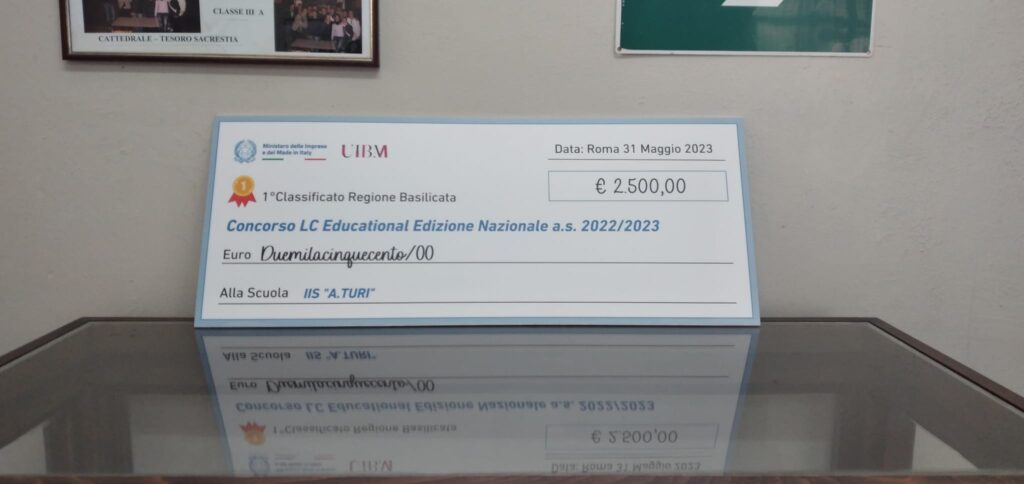 CLASSE III A
CATTEDRALE – TESORO SACRESTIA
Ministero delle Imprese
e del Made in Italy
UIBM
Data: Roma 31 Maggio 2023
1
1°Classificato Regione Basilicata
€ 2.500,00
Concorso LC Educational Edizione Nazionale a.s. 2022/2023
Euro Duemilacinquecento/00
Alla Scuola IIS "A.TURI"